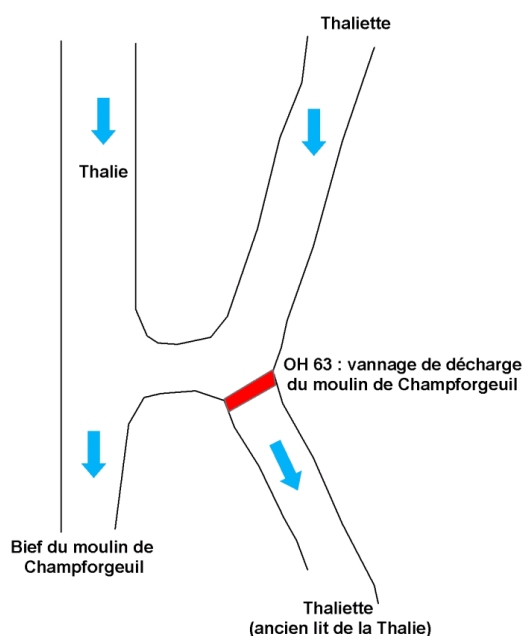 Thaliette
Thalie
OH 63 : vannage de décharge
du moulin de Champforgeuil
Bief du moulin de
Champforgeuil
Thaliette
(ancien lit de la Thalie)